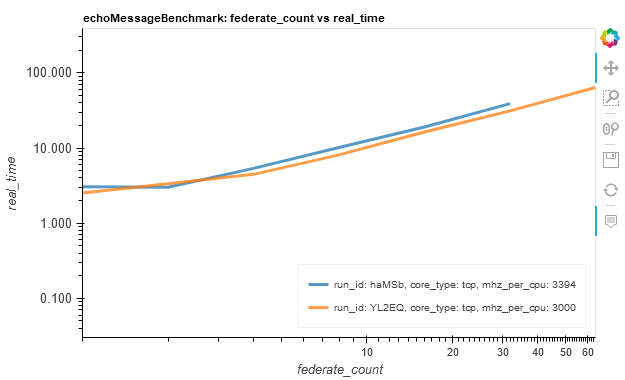 echoMessageBenchmark: federate_count vs real_time
100.000
10.000
1.000
0.100
real_time
run_id: haMSb, core_type: tcp, mhz_per_cpu: 3394
run_id: YL2EQ, core_type: tcp, mhz_per_cpu: 3000
10 20 30 40 50 60
federate_count